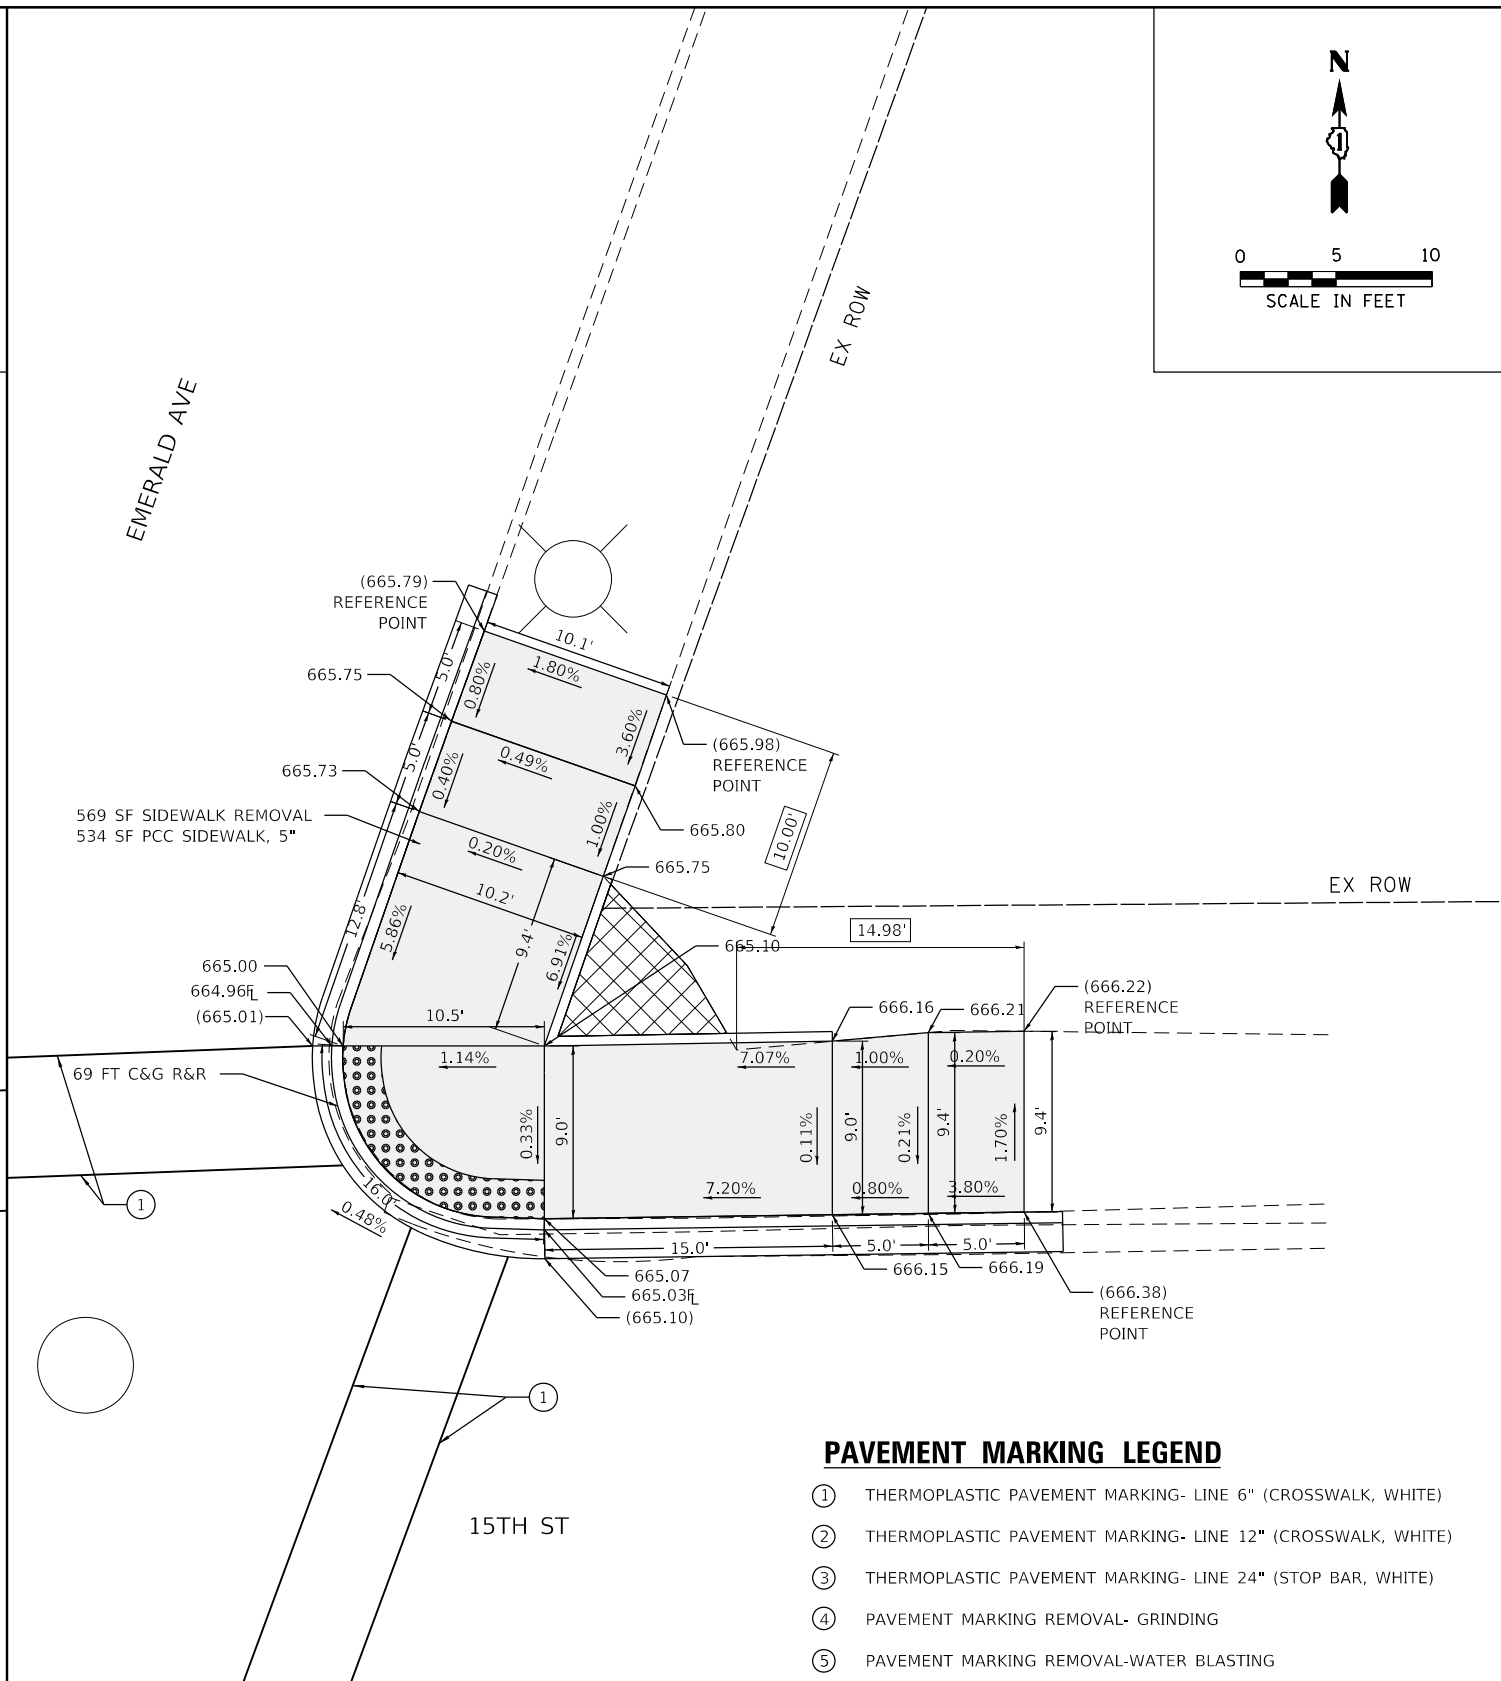 N
1
0 5 10
SCALE IN FEET
EX ROW
EMERALD AVE
(665.79)
REFERENCE
POINT
10.1'
1.80%
665.75
5.0'
0.80%
3.60%
(665.98)
REFERENCE
POINT
5.0'
0.49%
665.73
0.40%
1.00%
665.80
10.00'
569 SF SIDEWALK REMOVAL
534 SF PCC SIDEWALK, 5"
0.20%
665.75
10.2'
EX ROW
12.8'
5.86%
9.4'
6.91%
665.10
14.98'
665.00
664.96FL
(665.01)
10.5'
666.16
666.21
(666.22)
REFERENCE
POINT
69 FT C&G R&R
1.14%
7.07%
1.00%
0.20%
0.33%
9.0'
0.11%
9.0'
0.21%
9.4'
1.70%
9.4'
1
16.0'
0.48%
7.20%
0.80%
3.80%
15.0'
5.0'
5.0'
665.07
665.03FL
(665.10)
666.15
666.19
(666.38)
REFERENCE
POINT
1
15TH ST
PAVEMENT MARKING LEGEND
1 THERMOPLASTIC PAVEMENT MARKING- LINE 6" (CROSSWALK, WHITE)
2 THERMOPLASTIC PAVEMENT MARKING- LINE 12" (CROSSWALK, WHITE)
3 THERMOPLASTIC PAVEMENT MARKING- LINE 24" (STOP BAR, WHITE)
4 PAVEMENT MARKING REMOVAL- GRINDING
5 PAVEMENT MARKING REMOVAL-WATER BLASTING